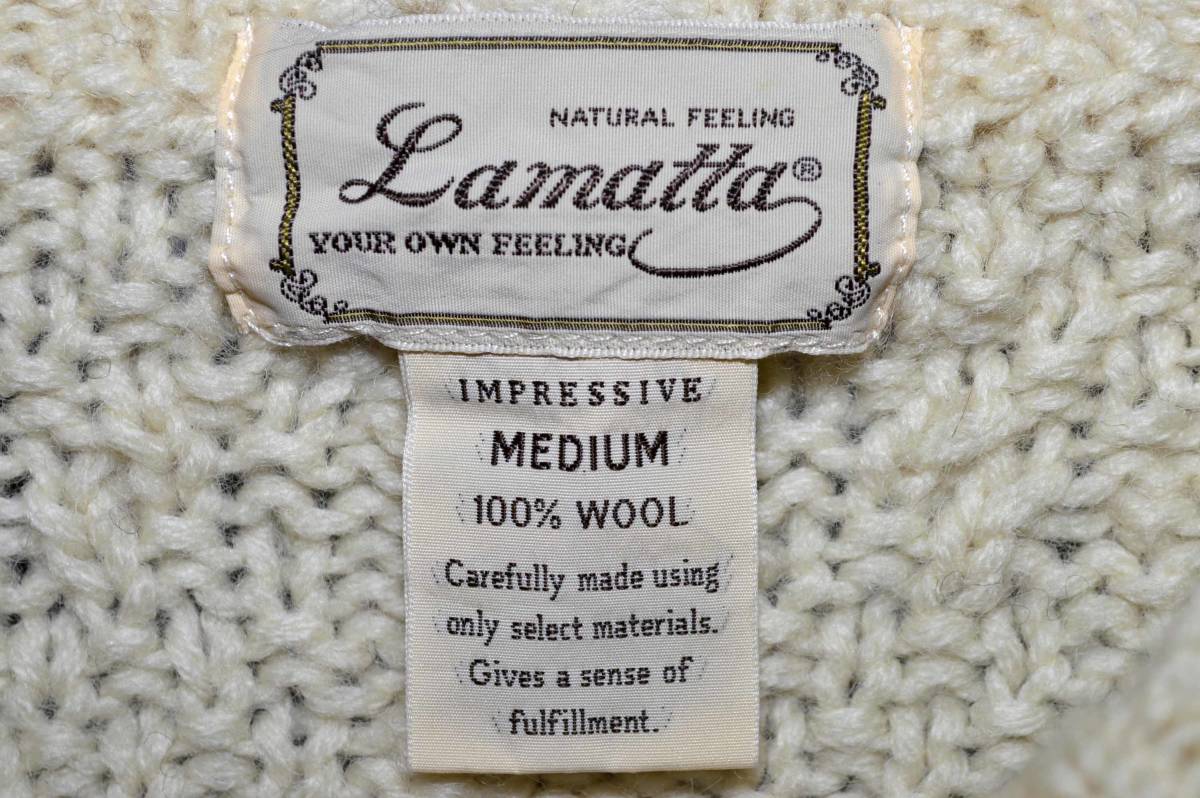 NATURAL FEELING
Lamatta®
YOUR OWN FEELING
IMPRESSIVE
MEDIUM
100% WOOL
Carefully made using
only select materials.
Gives a sense of
fulfillment.